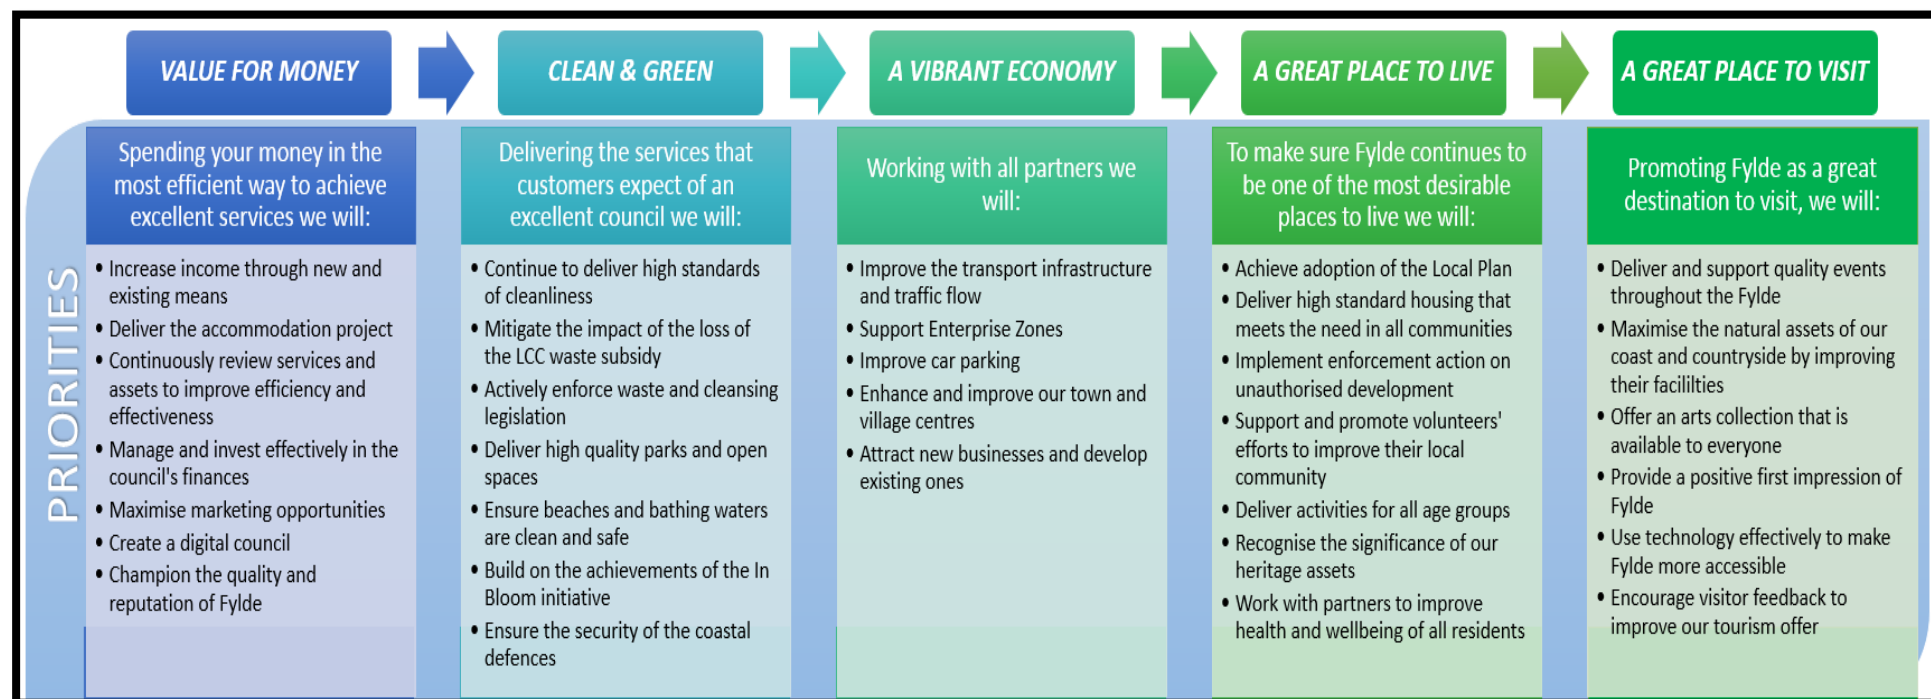 VALUE FOR MONEY
CLEAN & GREEN
A VIBRANT ECONOMY
A GREAT PLACE TO LIVE
A GREAT PLACE TO VISIT
PRIORITIES
Spending your money in the
most efficient way to achieve
excellent services we will:
• Increase income through new and
existing means
• Deliver the accommodation project
• Continuously review services and
assets to improve efficiency and
effectiveness
• Manage and invest effectively in the
council's finances
• Maximise marketing opportunities
• Create a digital council
• Champion the quality and
reputation of Fylde
Delivering the services that
customers expect of an
excellent council we will:
• Continue to deliver high standards
of cleanliness
• Mitigate the impact of the loss of
the LCC waste subsidy
• Actively enforce waste and cleansing
legislation
• Deliver high quality parks and open
spaces
• Ensure beaches and bathing waters
are clean and safe
• Build on the achievements of the In
Bloom initiative
• Ensure the security of the coastal
defences
Working with all partners we
will:
• Improve the transport infrastructure
and traffic flow
• Support Enterprise Zones
• Improve car parking
• Enhance and improve our town and
village centres
• Attract new businesses and develop
existing ones
To make sure Fylde continues to
be one of the most desirable
places to live we will:
• Achieve adoption of the Local Plan
• Deliver high standard housing that
meets the need in all communities
• Implement enforcement action on
unauthorised development
• Support and promote volunteers'
efforts to improve their local
community
• Deliver activities for all age groups
• Recognise the significance of our
heritage assets
• Work with partners to improve
health and wellbeing of all residents
Promoting Fylde as a great
destination to visit, we will:
• Deliver and support quality events
throughout the Fylde
• Maximise the natural assets of our
coast and countryside by improving
their facililties
• Offer an arts collection that is
available to everyone
• Provide a positive first impression of
Fylde
• Use technology effectively to make
Fylde more accessible
• Encourage visitor feedback to
improve our tourism offer